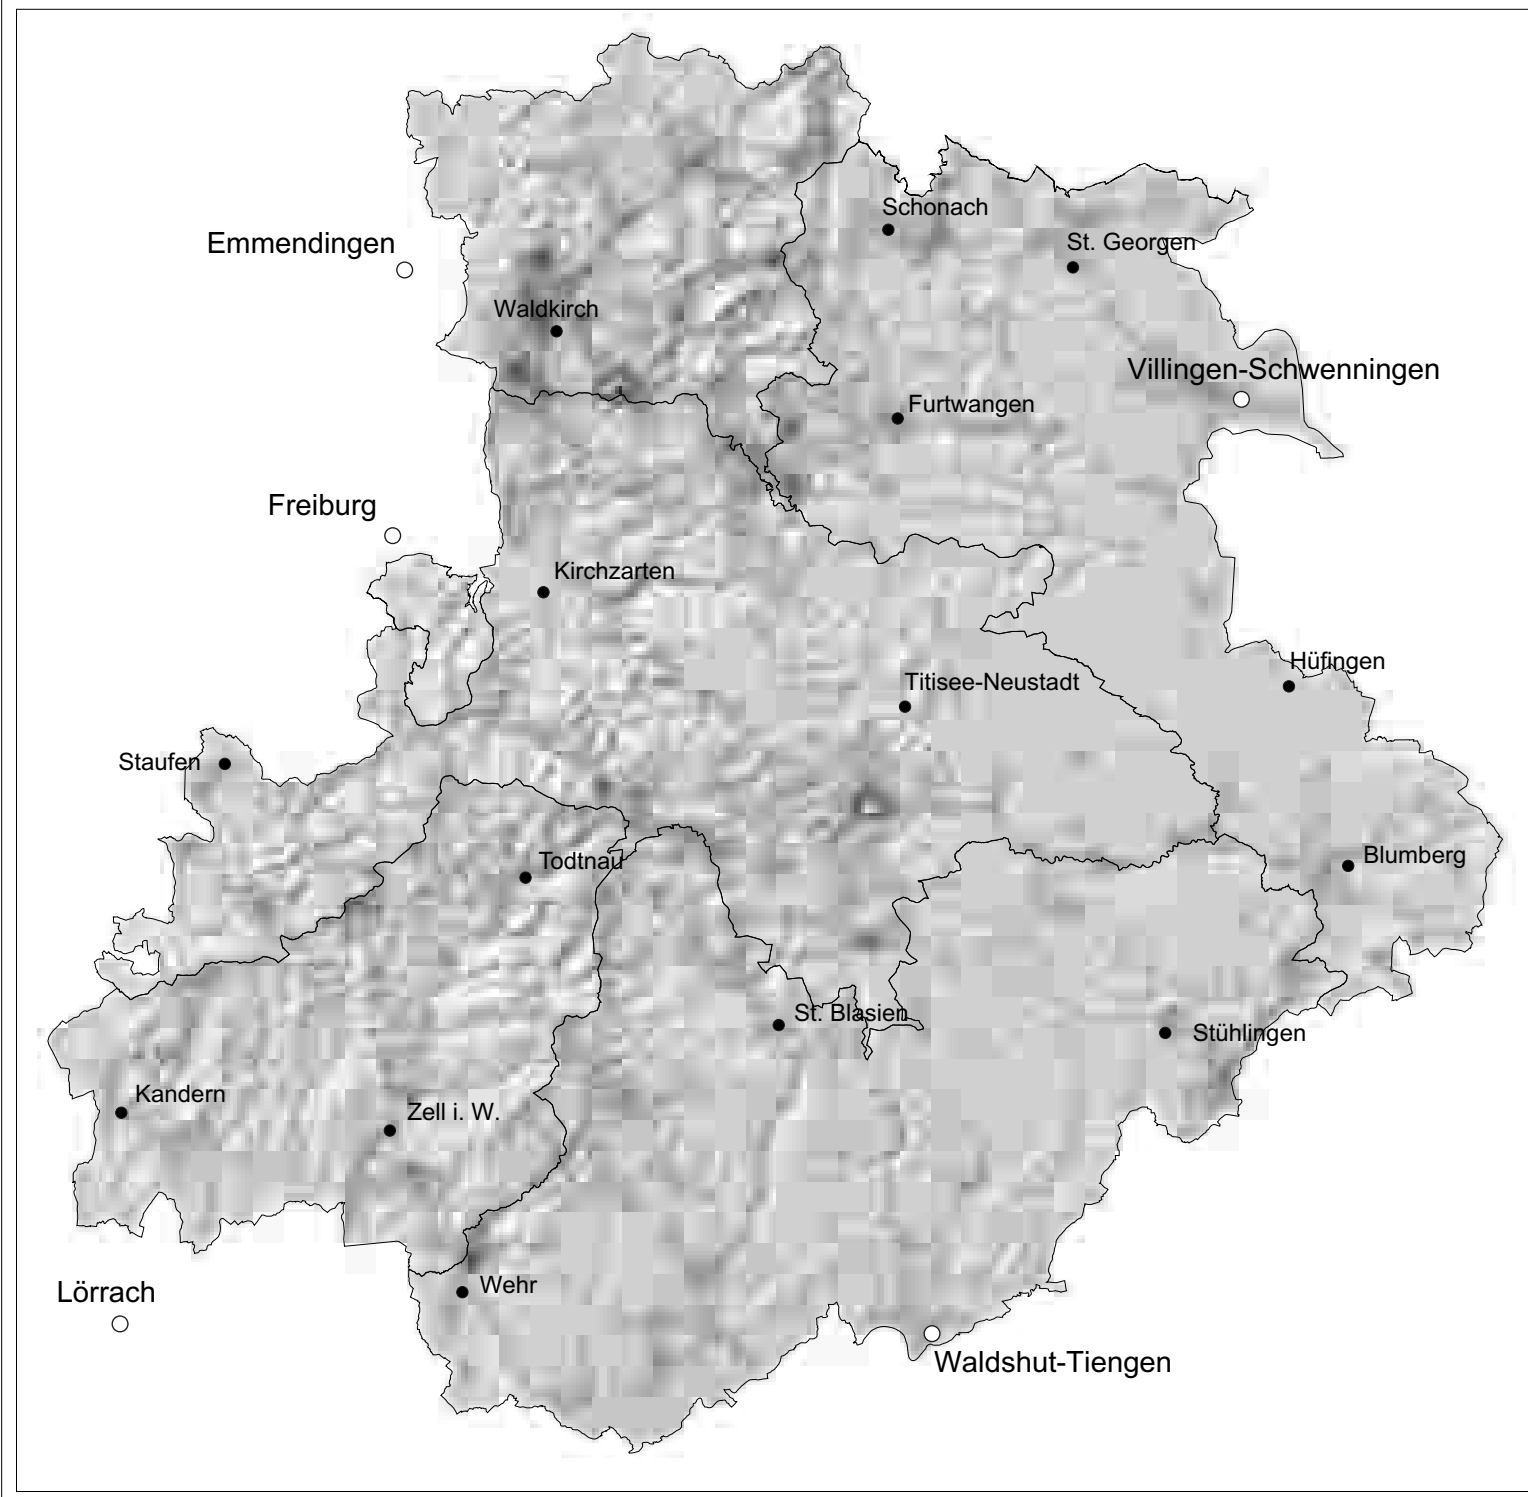 Schonach
Emmendingen
St. Georgen
Waldkirch
Villingen-Schwenningen
Furtwangen
Freiburg
Kirchzarten
Hüfingen
Titisee-Neustadt
Staufen
Todtnau
Blumberg
St. Blasien
Stühlingen
Kandern
Zell i. W.
Wehr
Lörrach
Waldshut-Tiengen